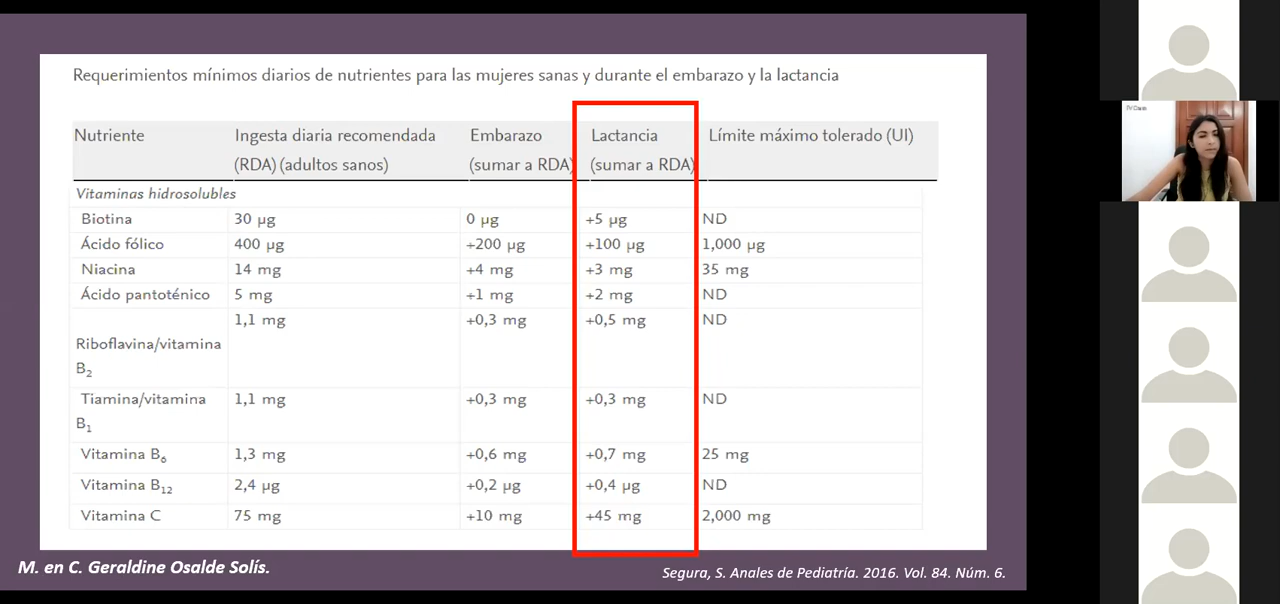 Requerimientos mínimos diarios de nutrientes para las mujeres sanas y durante el embarazo y la lactancia
Nutriente Ingesta diaria recomendada Embarazo Lactancia Límite máximo tolerado (UI)
(RDA) (adultos sanos) (sumar a RDA) (sumar a RDA)
Vitaminas hidrosolubles
Biotina 30 µg 0 µg +5 µg ND
Ácido fólico 400 µg +200 µg +100 µg 1,000 µg
Niacina 14 mg +4 mg +3 mg 35 mg
Ácido pantoténico 5 mg +1 mg +2 mg ND
1,1 mg +0,3 mg +0,5 mg ND
Riboflavina/vitamina
B2
Tiamina/vitamina 1,1 mg +0,3 mg +0,3 mg ND
B1
Vitamina B6 1,3 mg +0,6 mg +0,7 mg 25 mg
Vitamina B12 2,4 µg +0,2 µg +0,4 µg ND
Vitamina C 75 mg +10 mg +45 mg 2,000 mg
M. en C. Geraldine Osalde Solís.
Segura, S. Anales de Pediatría. 2016. Vol. 84. Núm. 6.